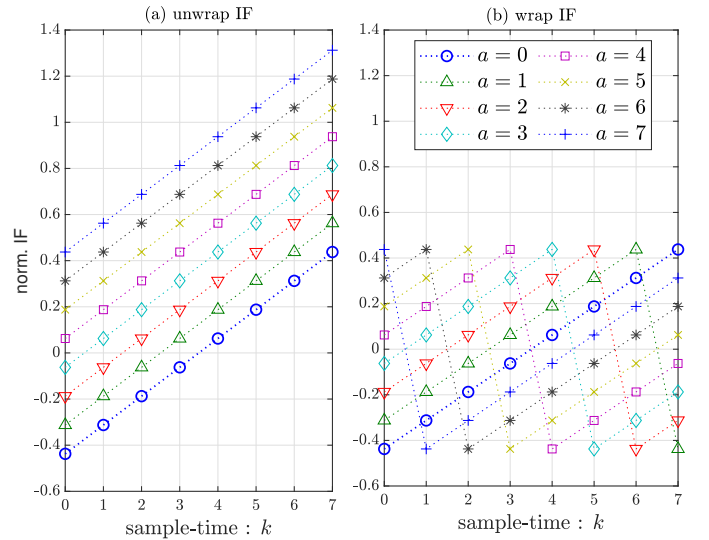 (a) unwrap IF
1.4
1.2
1
0.8
0.6
0.4
0.2
0
-0.2
-0.4
-0.6
norm. IF
0 1 2 3 4 5 6 7
sample-time : k
(b) wrap IF
1.4
1.2
1
0.8
0.6
0.4
0.2
0
-0.2
-0.4
-0.6
a = 0
a = 1
a = 2
a = 3
a = 4
a = 5
a = 6
a = 7
0 1 2 3 4 5 6 7
sample-time : k